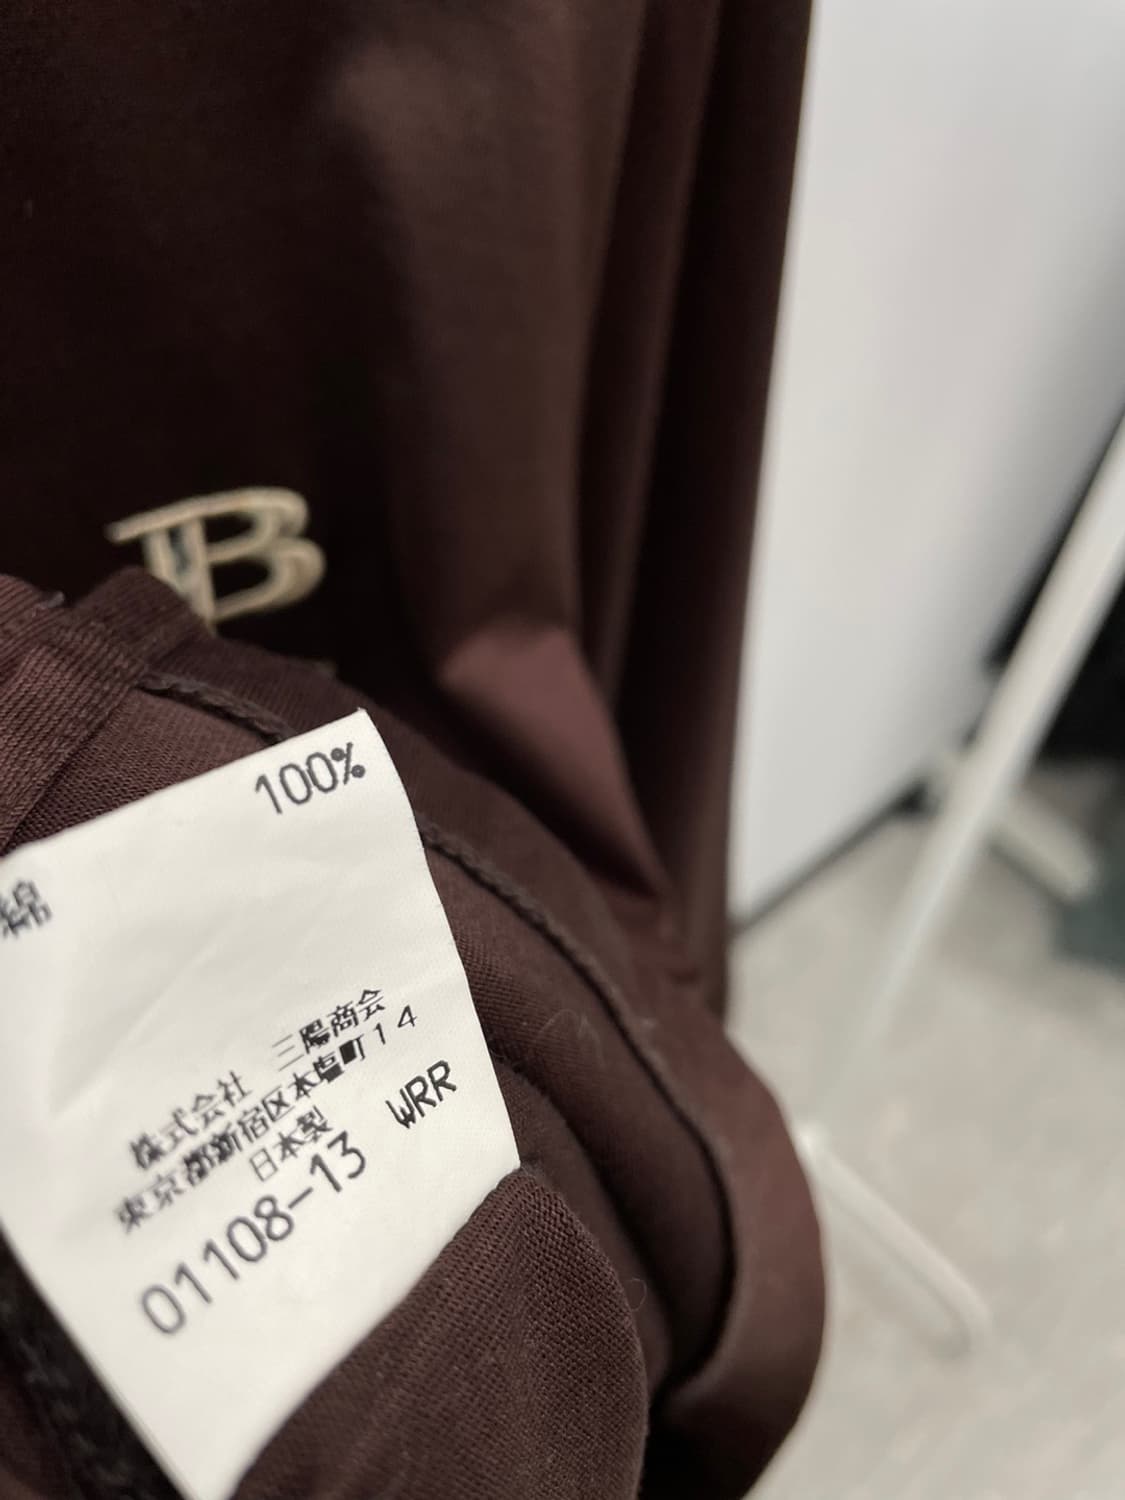 B
綿 100%
株式会社 三陽商会
東京都新宿区本塩町14
日本製 WRR
01108-13